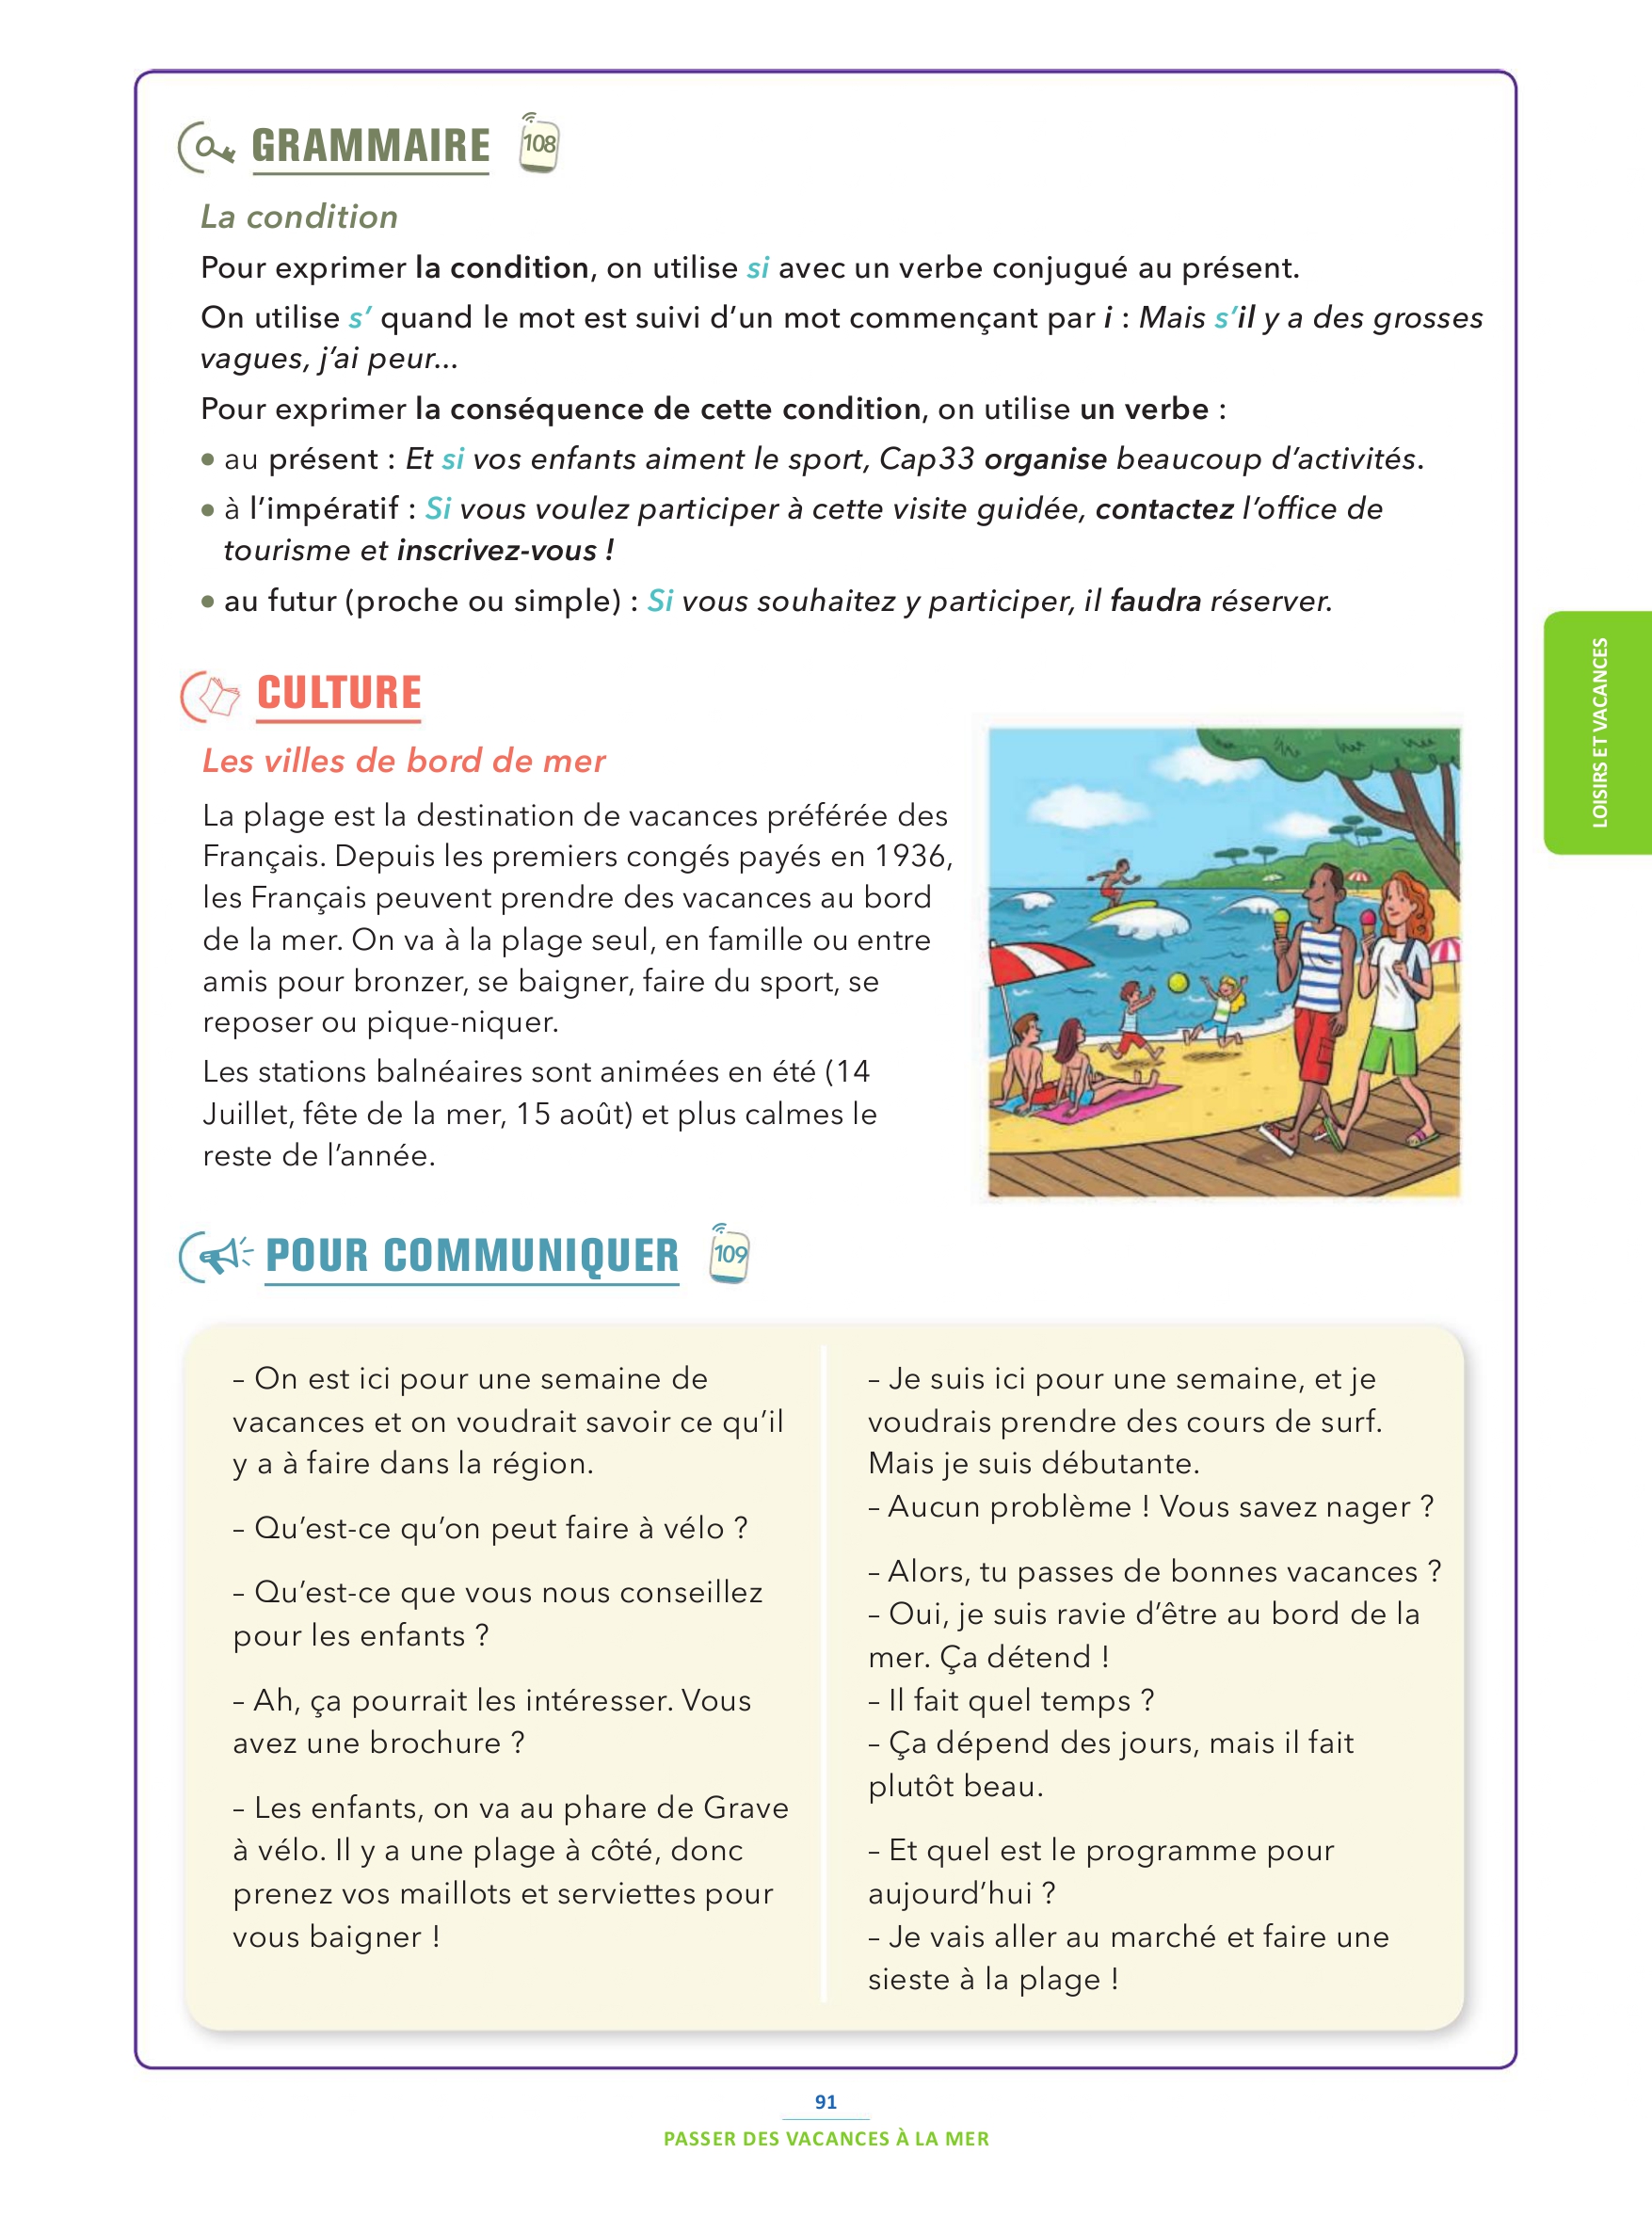 GRAMMAIRE 108
La condition
Pour exprimer la condition, on utilise si avec un verbe conjugué au présent.
On utilise s’ quand le mot est suivi d’un mot commençant par i : Mais s’il y a des grosses
vagues, j’ai peur...
Pour exprimer la conséquence de cette condition, on utilise un verbe :
• au présent : Et si vos enfants aiment le sport, Cap33 organise beaucoup d’activités.
• à l’impératif : Si vous voulez participer à cette visite guidée, contactez l’office de
tourisme et inscrivez-vous !
• au futur (proche ou simple) : Si vous souhaitez y participer, il faudra réserver.
LOISIRS ET VACANCES
CULTURE
Les villes de bord de mer
La plage est la destination de vacances préférée des
Français. Depuis les premiers congés payés en 1936,
les Français peuvent prendre des vacances au bord
de la mer. On va à la plage seul, en famille ou entre
amis pour bronzer, se baigner, faire du sport, se
reposer ou pique-niquer.
Les stations balnéaires sont animées en été (14
Juillet, fête de la mer, 15 août) et plus calmes le
reste de l’année.
POUR COMMUNIQUER 109
– On est ici pour une semaine de
vacances et on voudrait savoir ce qu’il
y a à faire dans la région.
– Qu’est-ce qu’on peut faire à vélo ?
– Qu’est-ce que vous nous conseillez
pour les enfants ?
– Ah, ça pourrait les intéresser. Vous
avez une brochure ?
– Les enfants, on va au phare de Grave
à vélo. Il y a une plage à côté, donc
prenez vos maillots et serviettes pour
vous baigner !
– Je suis ici pour une semaine, et je
voudrais prendre des cours de surf.
Mais je suis débutante.
– Aucun problème ! Vous savez nager ?
– Alors, tu passes de bonnes vacances ?
– Oui, je suis ravie d’être au bord de la
mer. Ça détend !
– Il fait quel temps ?
– Ça dépend des jours, mais il fait
plutôt beau.
– Et quel est le programme pour
aujourd’hui ?
– Je vais aller au marché et faire une
sieste à la plage !
91
PASSER DES VACANCES À LA MER